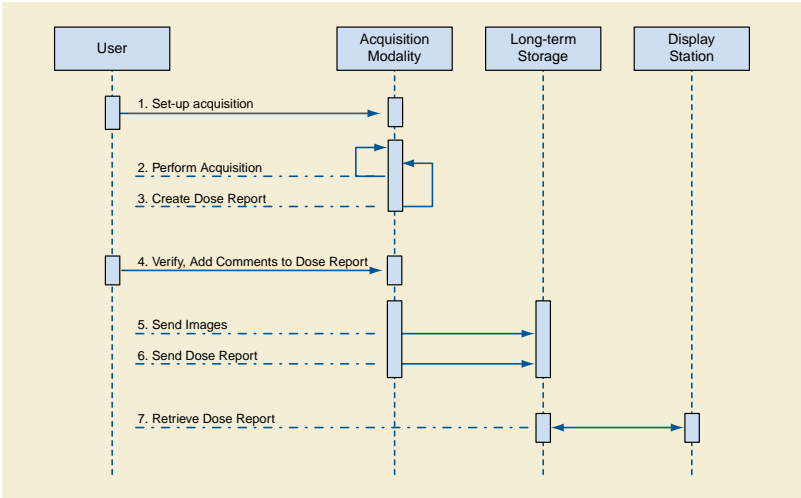 User
Acquisition
Modality
Long-term
Storage
Display
Station
1. Set-up acquisition
2. Perform Acquisition
3. Create Dose Report
4. Verify, Add Comments to Dose Report
5. Send Images
6. Send Dose Report
7. Retrieve Dose Report